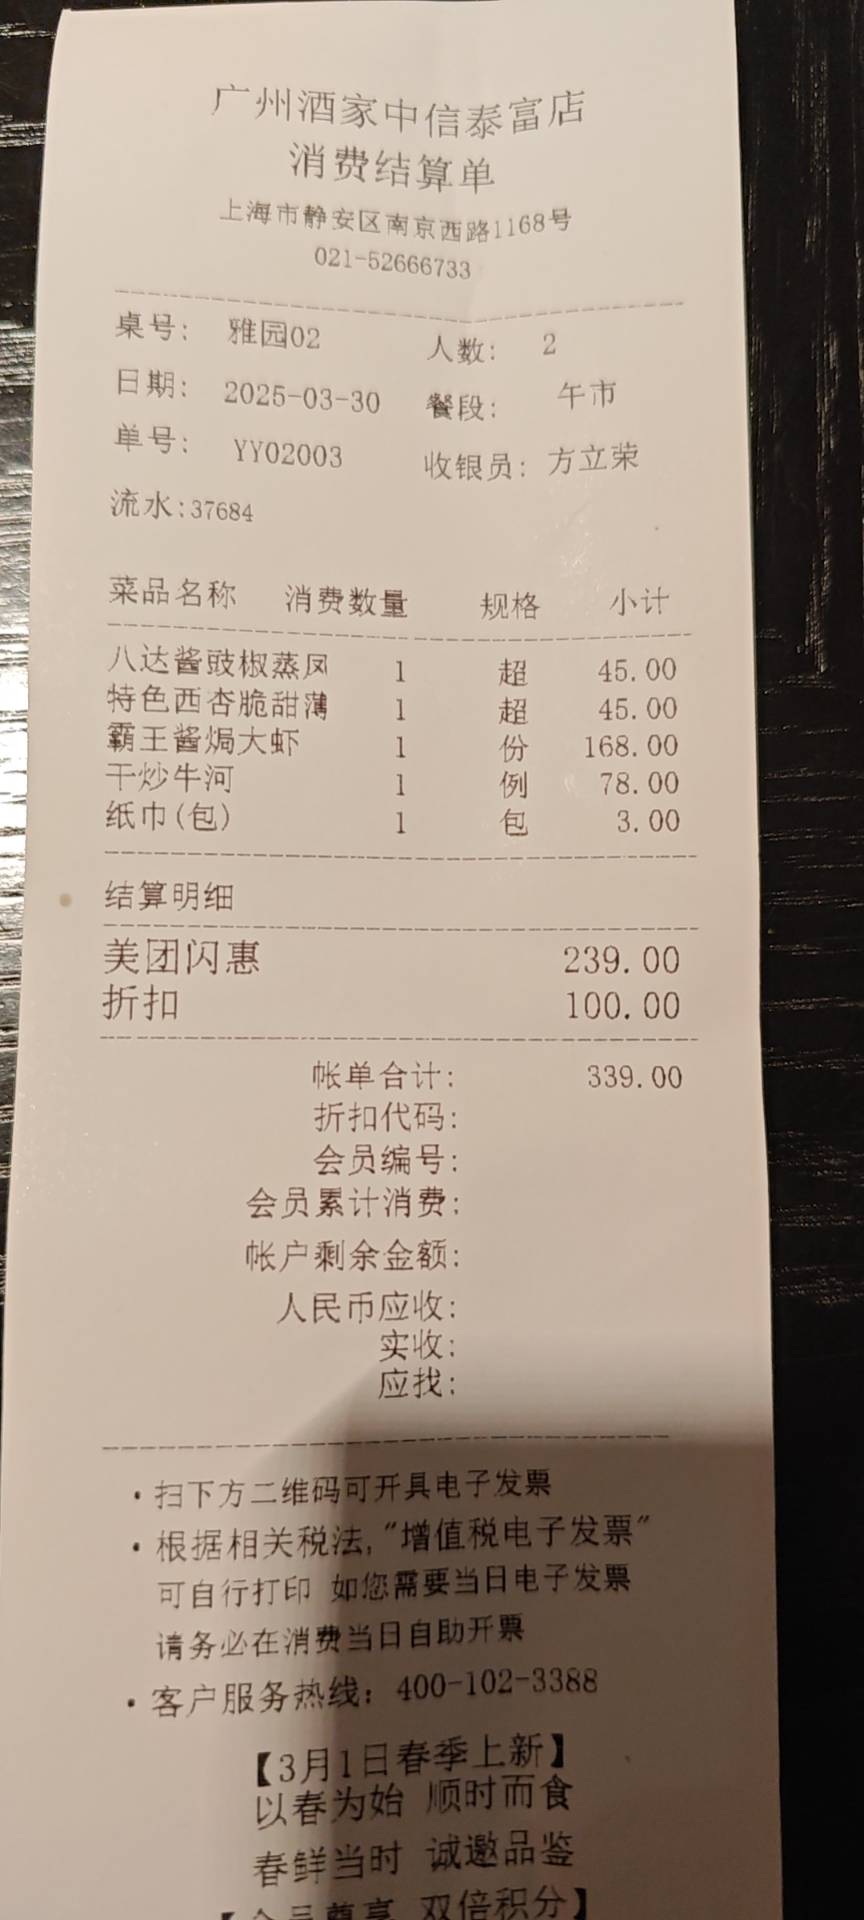 广州酒家中信泰富店
消费结算单
上海市静安区南京西路1168号
021-52666733
桌号: 雅园02 人数: 2
日期: 2025-03-30 餐段: 午市
单号: YY02003 收银员: 方立荣
流水:37684
菜品名称 消费数量 规格 小计
八达酱豉椒蒸凤 1 超 45.00
特色西杏脆甜薄 1 超 45.00
霸王酱焗大虾 1 份 168.00
干炒牛河 1 例 78.00
纸巾(包) 1 包 3.00
结算明细
美团闪惠 239.00
折扣 100.00
帐单合计: 339.00
折扣代码:
会员编号:
会员累计消费:
帐户剩余金额:
人民币应收:
实收:
应找:
·扫下方二维码可开具电子发票
·根据相关税法,"增值税电子发票"
可自行打印 如您需要当日电子发票
请务必在消费当日自助开票
·客户服务热线: 400-102-3388
【3月1日春季上新】
以春为始 顺时而食
春鲜当时 诚邀品鉴
【会员尊享 双倍积分】